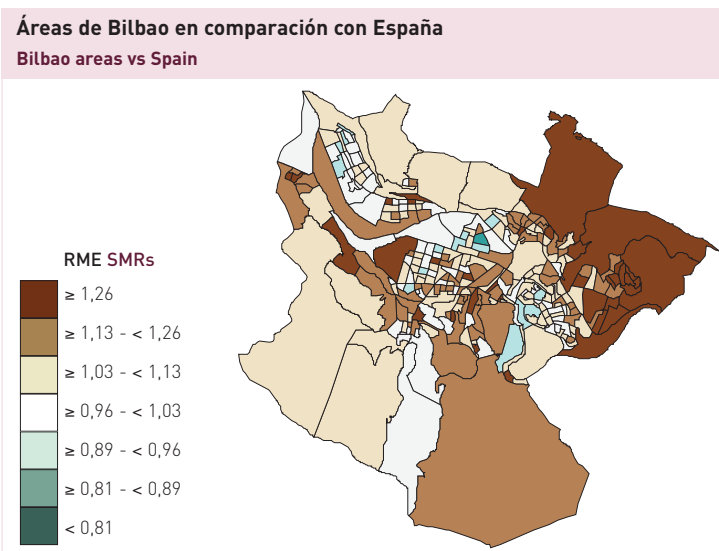 Áreas de Bilbao en comparación con España
Bilbao areas vs Spain
RME SMRs
≥ 1,26
≥ 1,13 - < 1,26
≥ 1,03 - < 1,13
≥ 0,96 - < 1,03
≥ 0,89 - < 0,96
≥ 0,81 - < 0,89
< 0,81